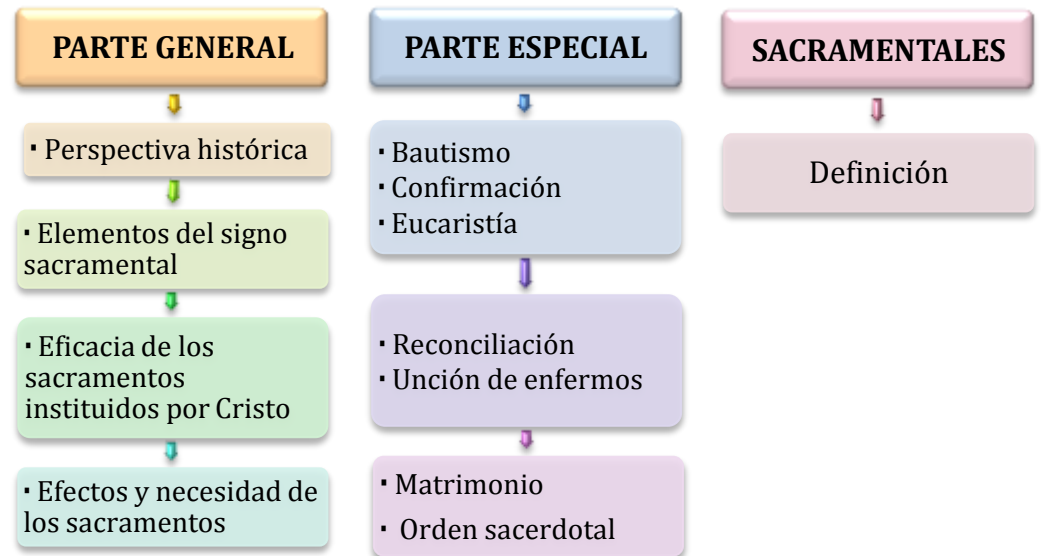 PARTE GENERAL
· Perspectiva histórica
· Elementos del signo
sacramental
· Eficacia de los
sacramentos
instituidos por Cristo
· Efectos y necesidad de
los sacramentos
PARTE ESPECIAL
· Bautismo
· Confirmación
· Eucaristía
· Reconciliación
· Unción de enfermos
· Matrimonio
· Orden sacerdotal
SACRAMENTALES
Definición